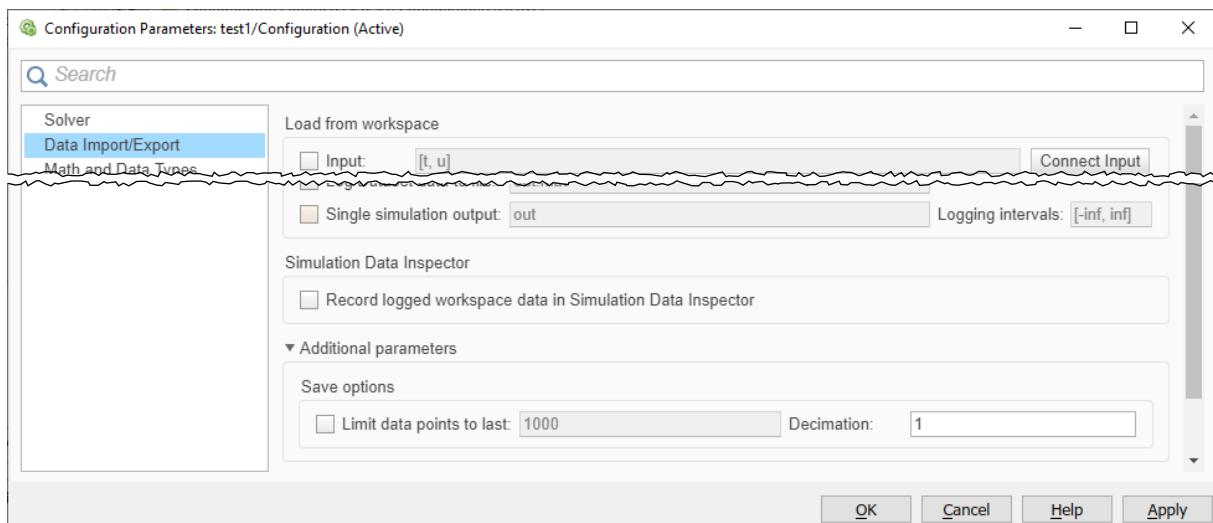 Configuration Parameters: test1/Configuration (Active)
Search
Solver
Data Import/Export
Math and Data Types
Load from workspace
Input: [t, u] Connect Input
Single simulation output: out Logging intervals: [-inf, inf]
Simulation Data Inspector
Record logged workspace data in Simulation Data Inspector
Additional parameters
Save options
Limit data points to last: 1000 Decimation: 1
OK Cancel Help Apply